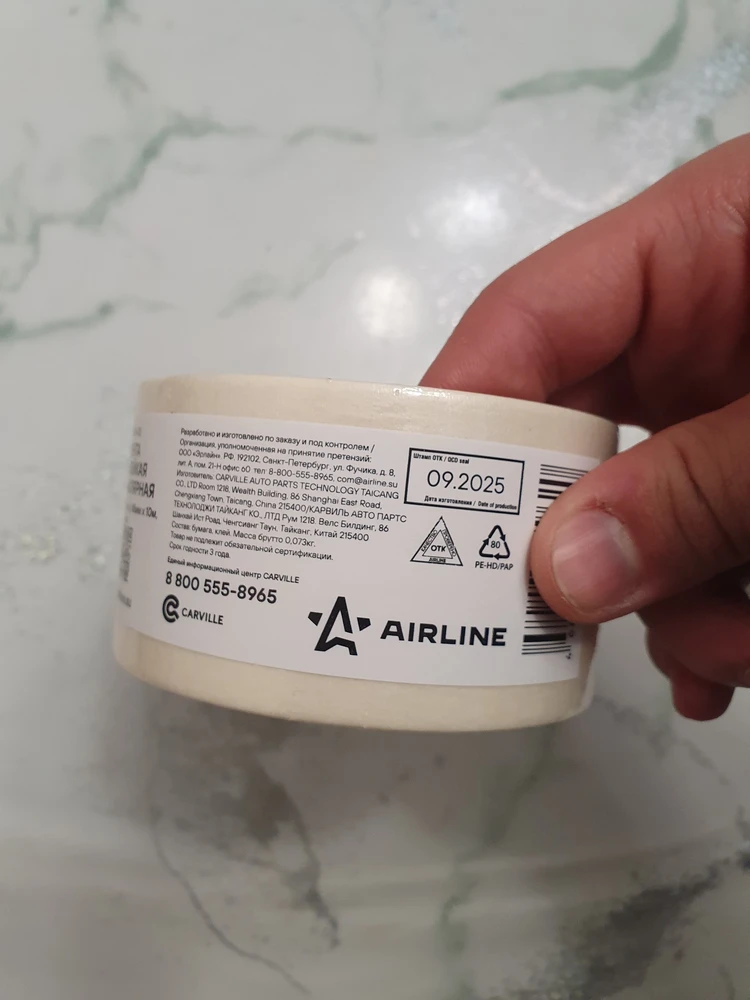 Разработано и изготовлено по заказу и под контролем /
Организация, уполномоченная на принятие претензий:
ООО «Эрлайн». РФ. 192102. Санкт-Петербург, ул. Фучика, д. 8,
лит. А, пом. 21-Н офис 60 тел. 8-800-555-8965, com@airline.su
Изготовитель: CARVILLE AUTO PARTS TECHNOLOGY TAICANG
CO. LTD Room 1218, Wealth Building, 86 Shanghai East Road,
Chengxiang Town, Taicang, China 215400/КАРВИЛЬ АВТО ПАРТС
ТЕХНОЛОДЖИ ТАЙКАНГ КО., ЛТД Рум 1218. Велс Билдинг, 86
Шанхай Ист Роад, Ченгсианг Таун, Тайканг, Китай 215400
Состав: бумага, клей. Масса брутто 0,073кг.
Товар не подлежит обязательной сертификации.
Срок годности 3 года.
Единый информационный центр CARVILLE
8 800 555-8965
CARVILLE
Штамп ОТК / QCD seal
09.2025
Дата изготовления / Date of production
ОТК
AIRLINE
80
PE-HD/PAP
AIRLINE